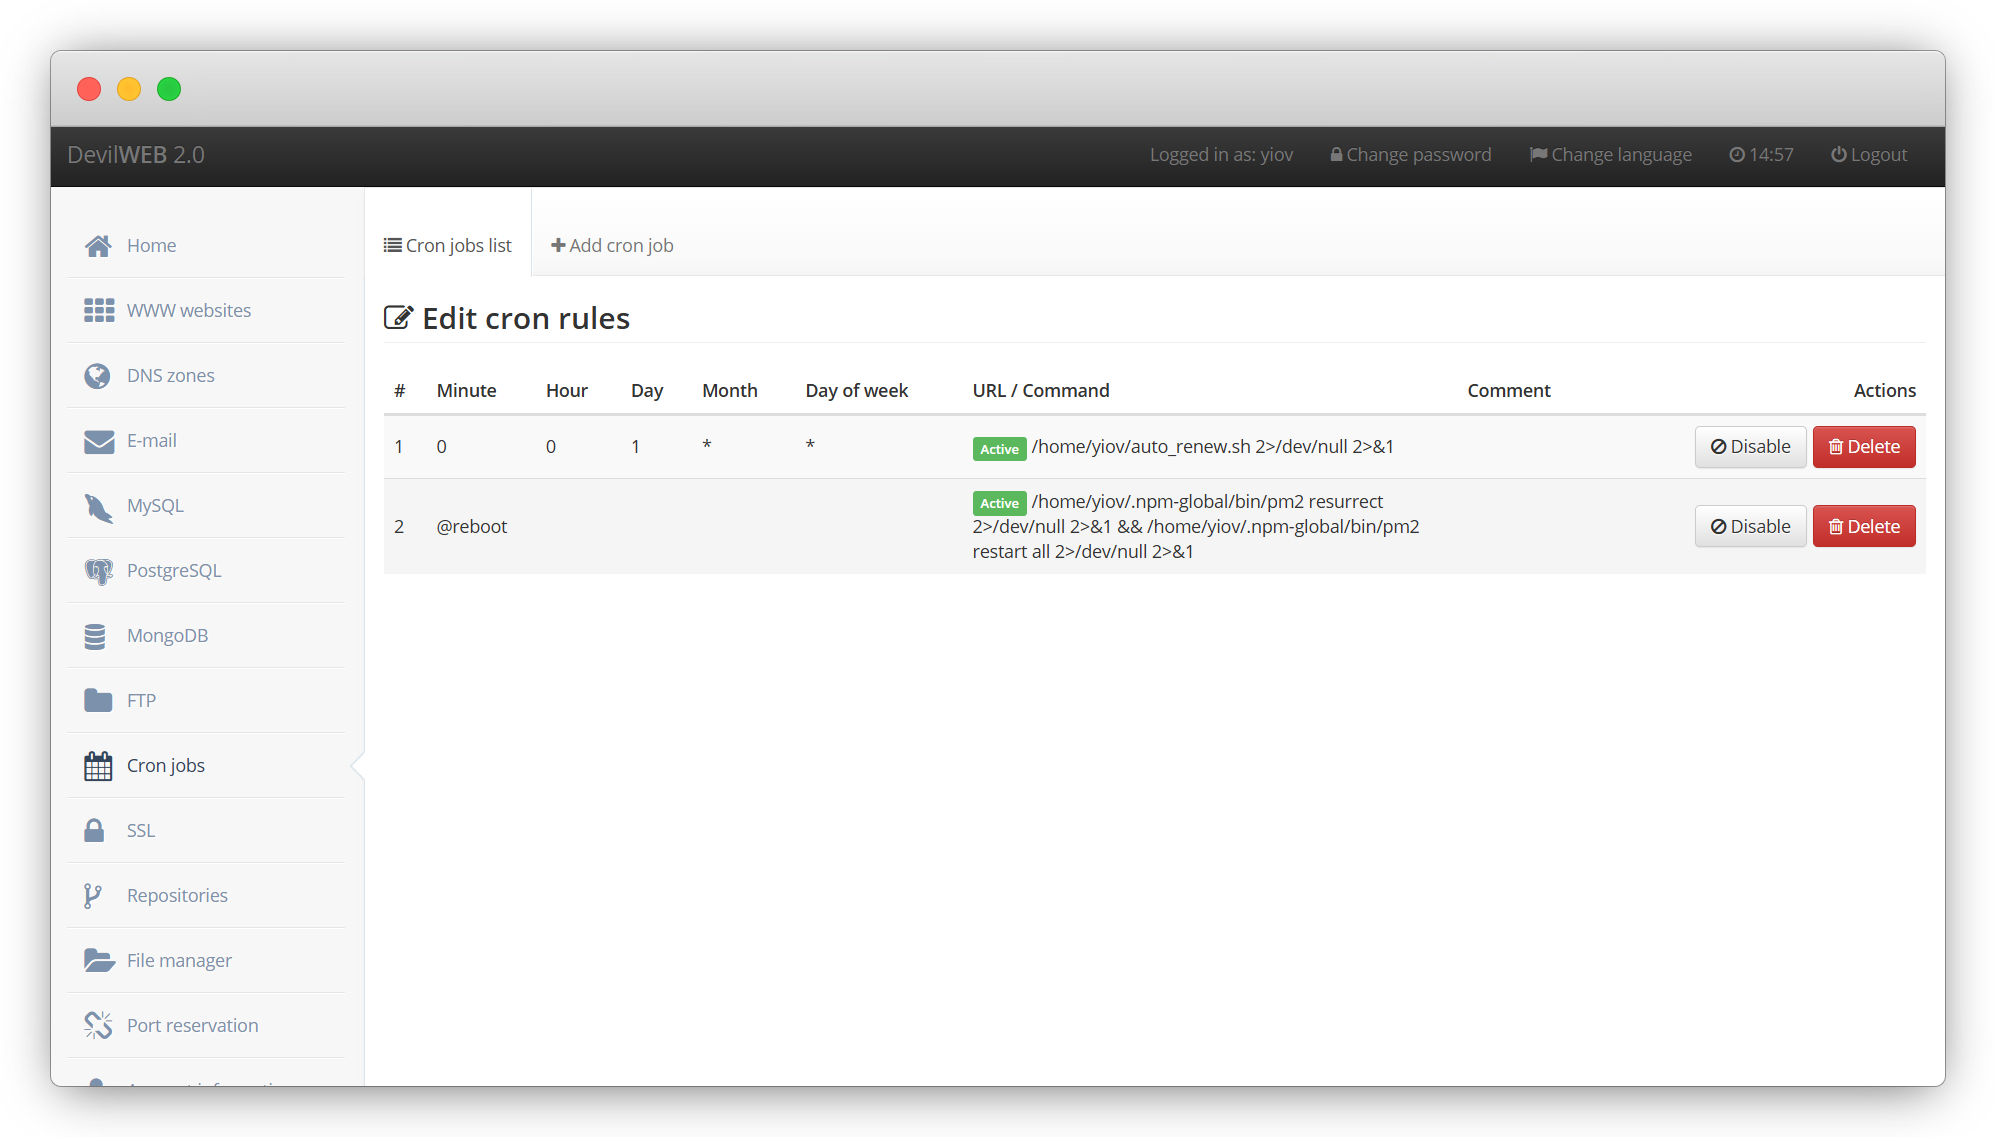 DevilWEB 2.0
Logged in as: yiov
Change password
Change language
14:57
Logout
Home
WWW websites
DNS zones
E-mail
MySQL
PostgreSQL
MongoDB
FTP
Cron jobs
SSL
Repositories
File manager
Port reservation
Cron jobs list
Add cron job
Edit cron rules
# Minute Hour Day Month Day of week URL / Command Comment Actions
1 0 0 1 * * Active /home/yiov/auto_renew.sh 2>/dev/null 2>&1 Disable Delete
2 @reboot Active /home/yiov/.npm-global/bin/pm2 resurrect
2>/dev/null 2>&1 && /home/yiov/.npm-global/bin/pm2
restart all 2>/dev/null 2>&1
Disable Delete